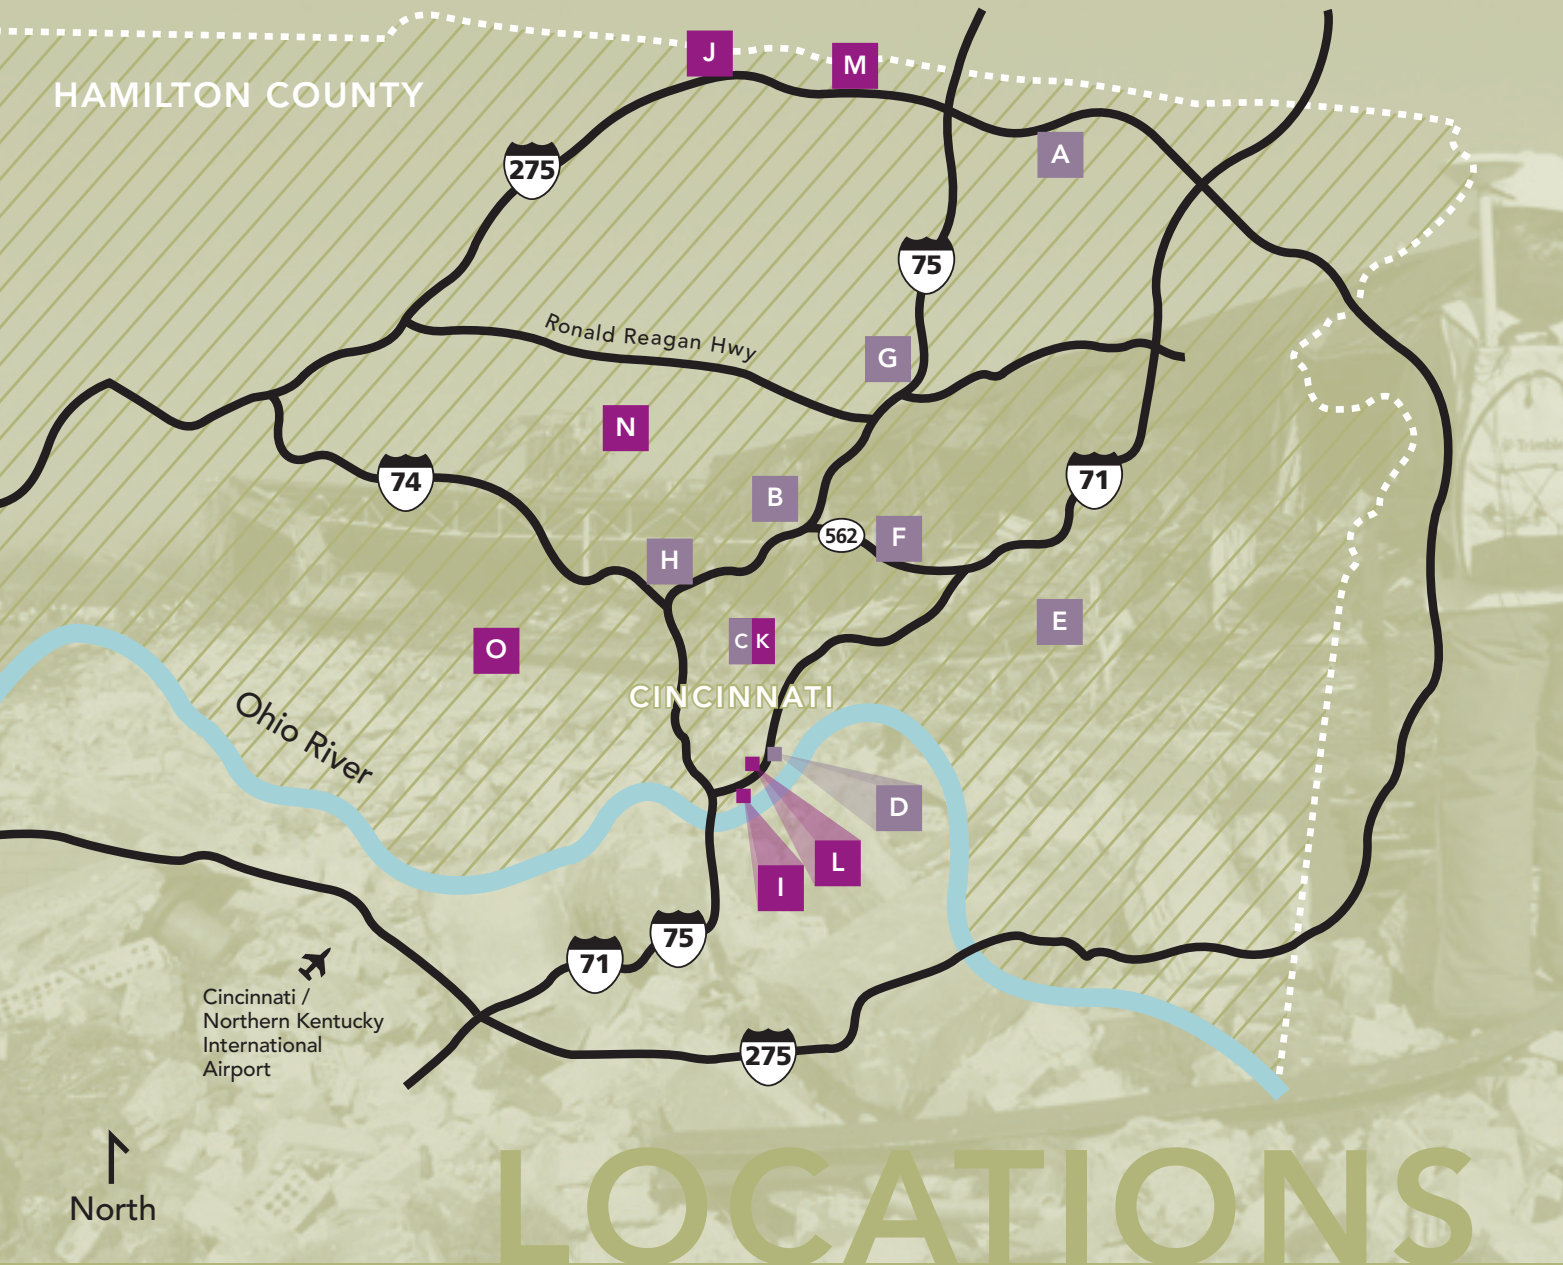 J
M
HAMILTON COUNTY
A
275
75
Ronald Reagan Hwy
G
N
74
71
B
562
F
H
E
C K
O
CINCINNATI
Ohio River
D
L
I
75
71
Cincinnati /
Northern Kentucky
International
Airport
275
North
LOCATIONS
Trimble